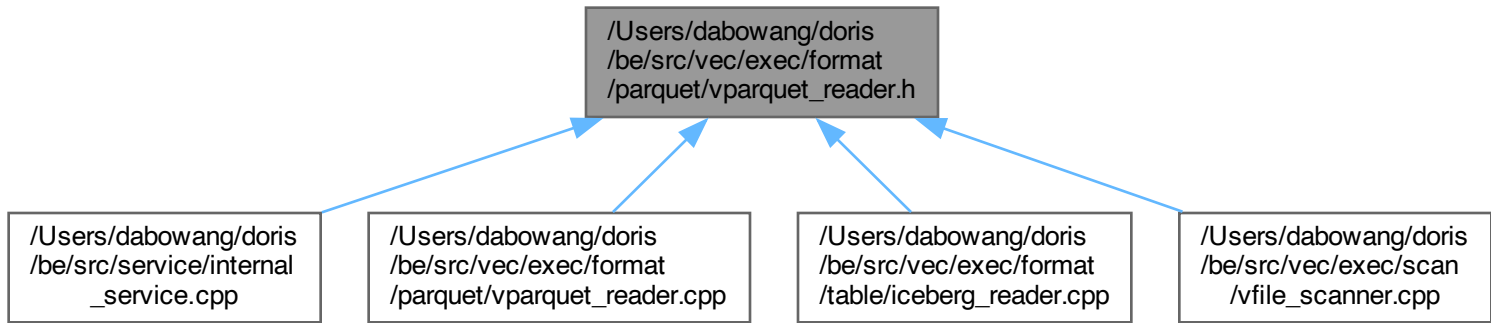 /Users/dabowang/doris
/be/src/vec/exec/format
/parquet/vparquet_reader.h
/Users/dabowang/doris
/be/src/service/internal
_service.cpp
/Users/dabowang/doris
/be/src/vec/exec/format
/parquet/vparquet_reader.cpp
/Users/dabowang/doris
/be/src/vec/exec/format
/table/iceberg_reader.cpp
/Users/dabowang/doris
/be/src/vec/exec/scan
/vfile_scanner.cpp